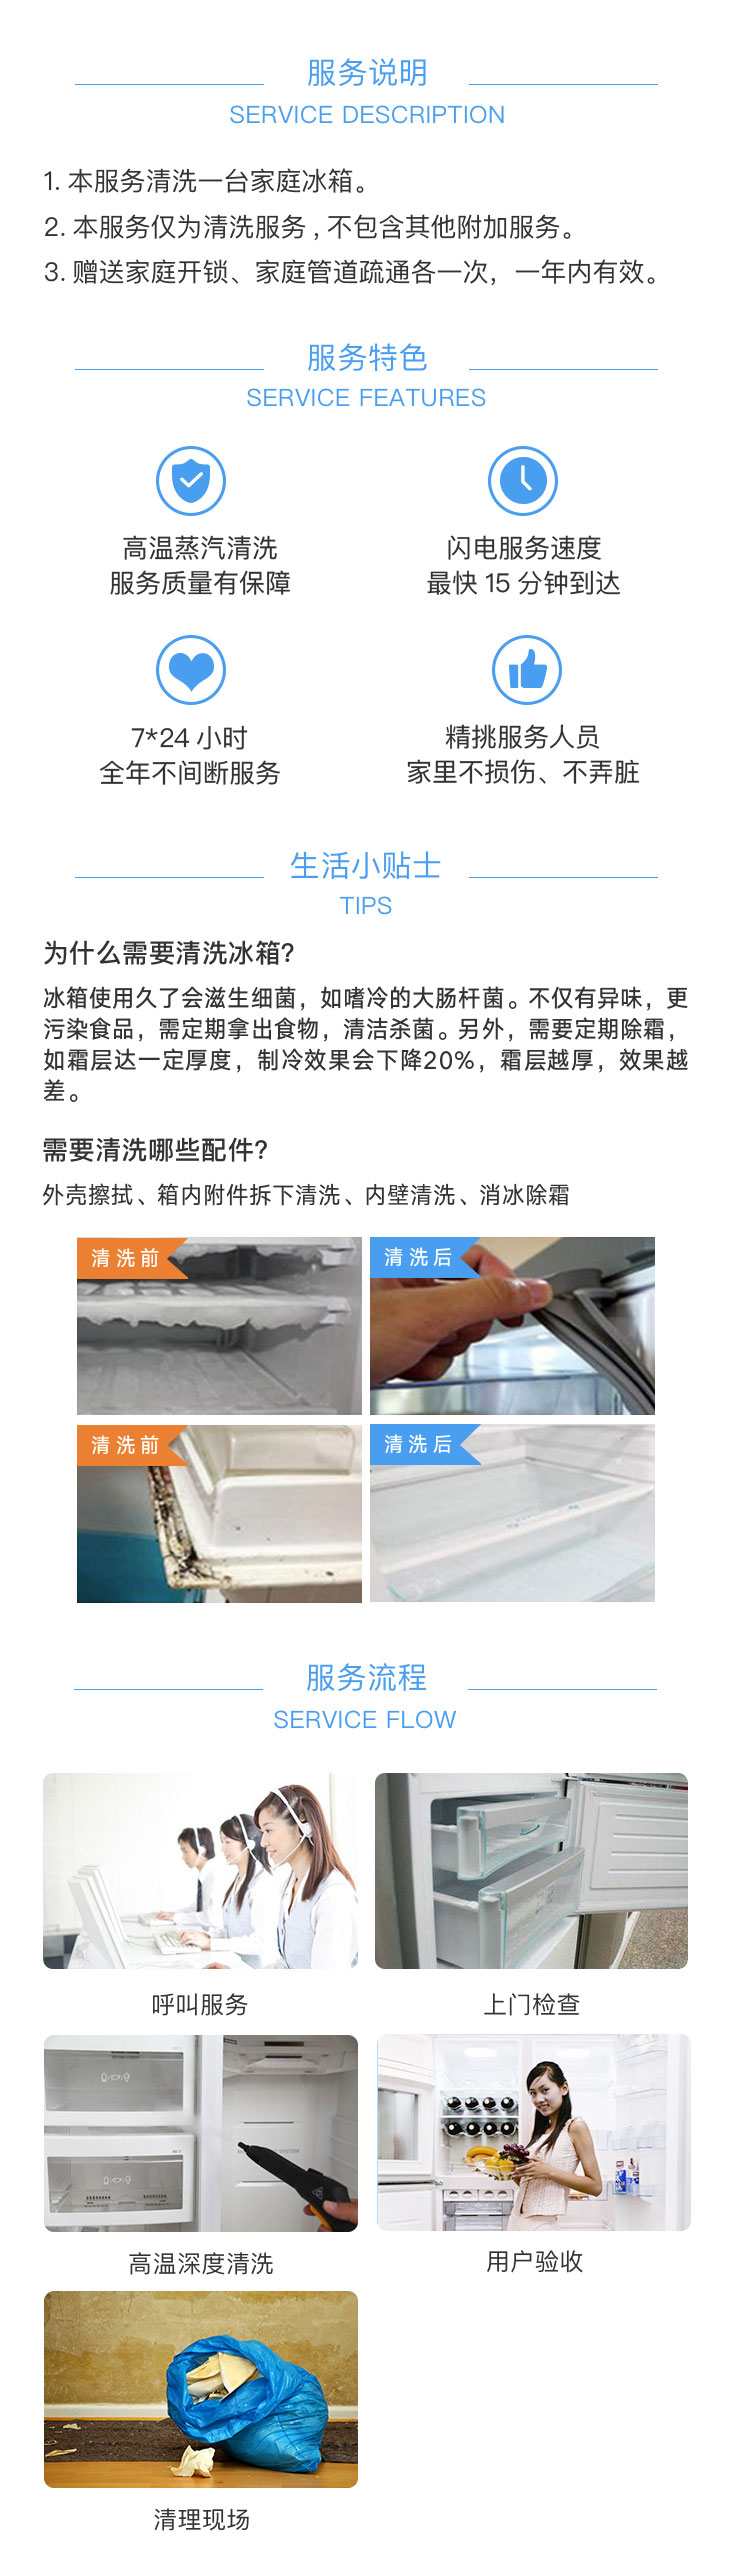 服务说明
SERVICE DESCRIPTION
1. 本服务清洗一台家庭冰箱。
2. 本服务仅为清洗服务 , 不包含其他附加服务。
3. 赠送家庭开锁、家庭管道疏通各一次，一年内有效。
服务特色
SERVICE FEATURES
高温蒸汽清洗
服务质量有保障
闪电服务速度
最快 15 分钟到达
7*24 小时
全年不间断服务
精挑服务人员
家里不损伤、不弄脏
生活小贴士
TIPS
为什么需要清洗冰箱?
冰箱使用久了会滋生细菌，如嗜冷的大肠杆菌。不仅有异味，更
污染食品，需定期拿出食物，清洁杀菌。另外，需要定期除霜，
如霜层达一定厚度，制冷效果会下降20%，霜层越厚，效果越
差。
需要清洗哪些配件?
外壳擦拭、箱内附件拆下清洗、内壁清洗、消冰除霜
清洗前
清洗后
清洗前
清洗后
服务流程
SERVICE FLOW
呼叫服务
上门检查
高温深度清洗
用户验收
清理现场